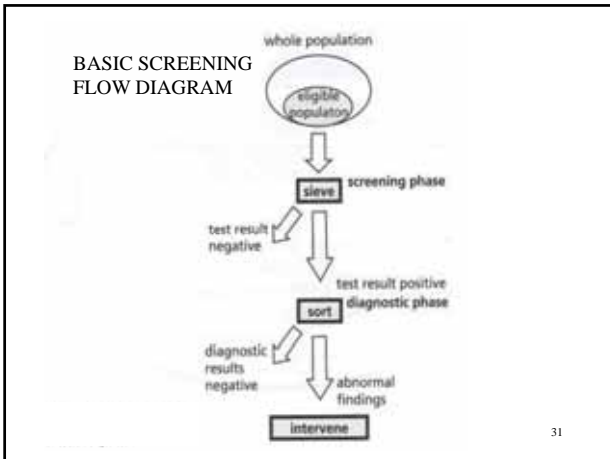 BASIC SCREENING
FLOW DIAGRAM
whole population
eligible
populaton
sieve
screening phase
test result
negative
test result positive
sort
diagnostic phase
diagnostic
results
negative
abnormal
findings
intervene
31